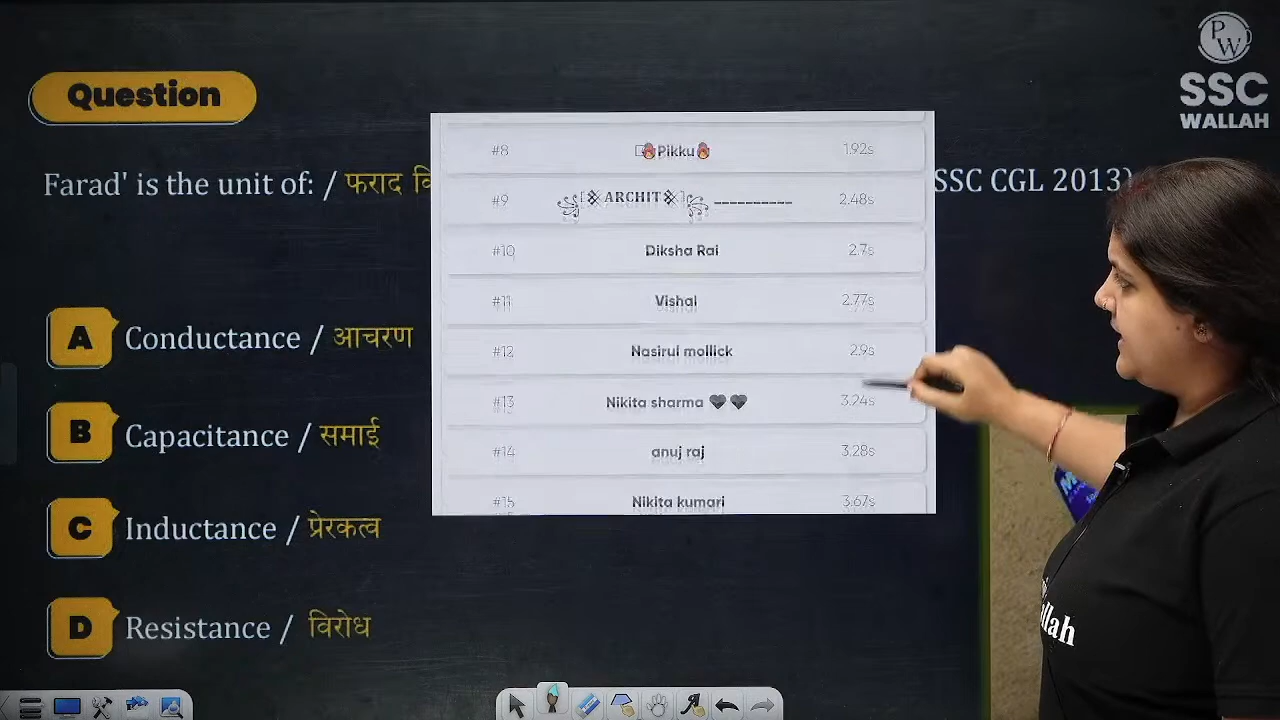 PW
SSC
WALLAH
Question
Farad' is the unit of: / फराद SSC CGL 2013)
#8 Pikku 1.92s
#9 ARCHIT ---------- 2.48s
#10 Diksha Rai 2.7s
#11 Vishal 2.77s
#12 Nasirul mollick 2.9s
#13 Nikita sharma 3.24s
#14 anuj raj 3.28s
#15 Nikita kumari 3.67s
A Conductance / आचरण
B Capacitance / समाई
C Inductance / प्रेरकत्व
D Resistance / विरोध